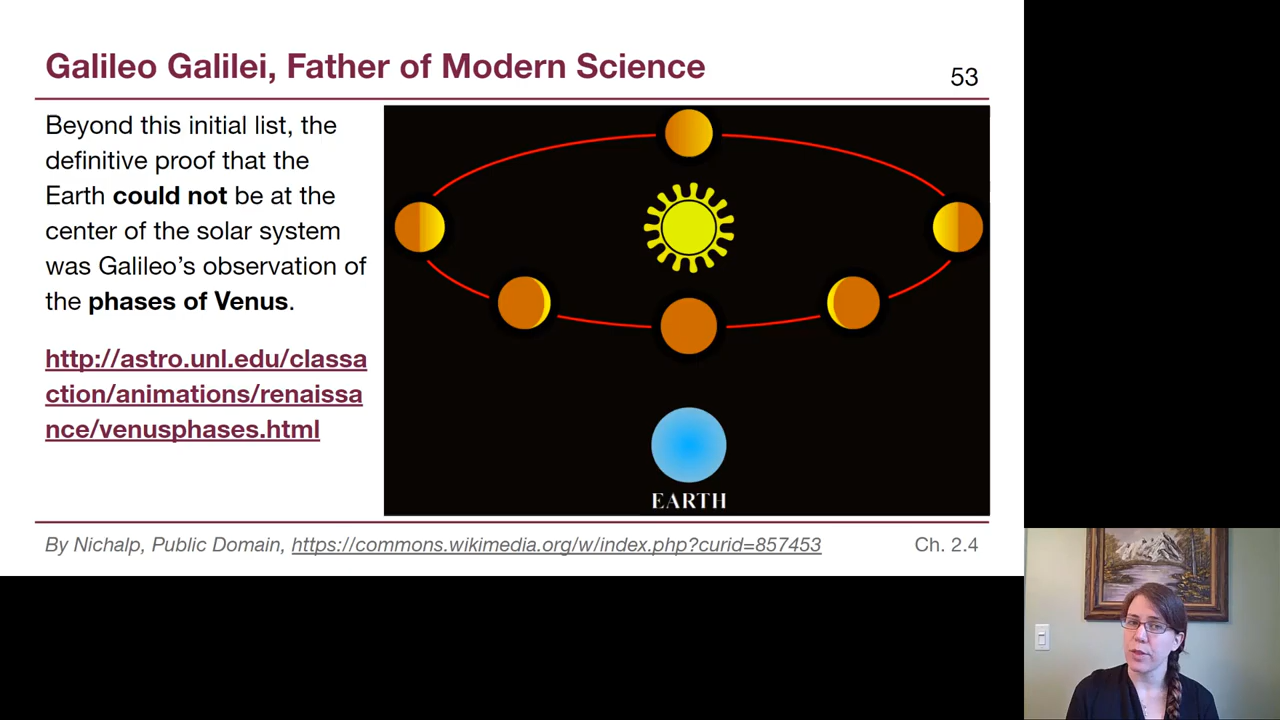 Galileo Galilei, Father of Modern Science
53
Beyond this initial list, the
definitive proof that the
Earth could not be at the
center of the solar system
was Galileo’s observation of
the phases of Venus.
http://astro.unl.edu/classa
ction/animations/renaissa
nce/venusphases.html
EARTH
By Nichalp, Public Domain, https://commons.wikimedia.org/w/index.php?curid=857453
Ch. 2.4